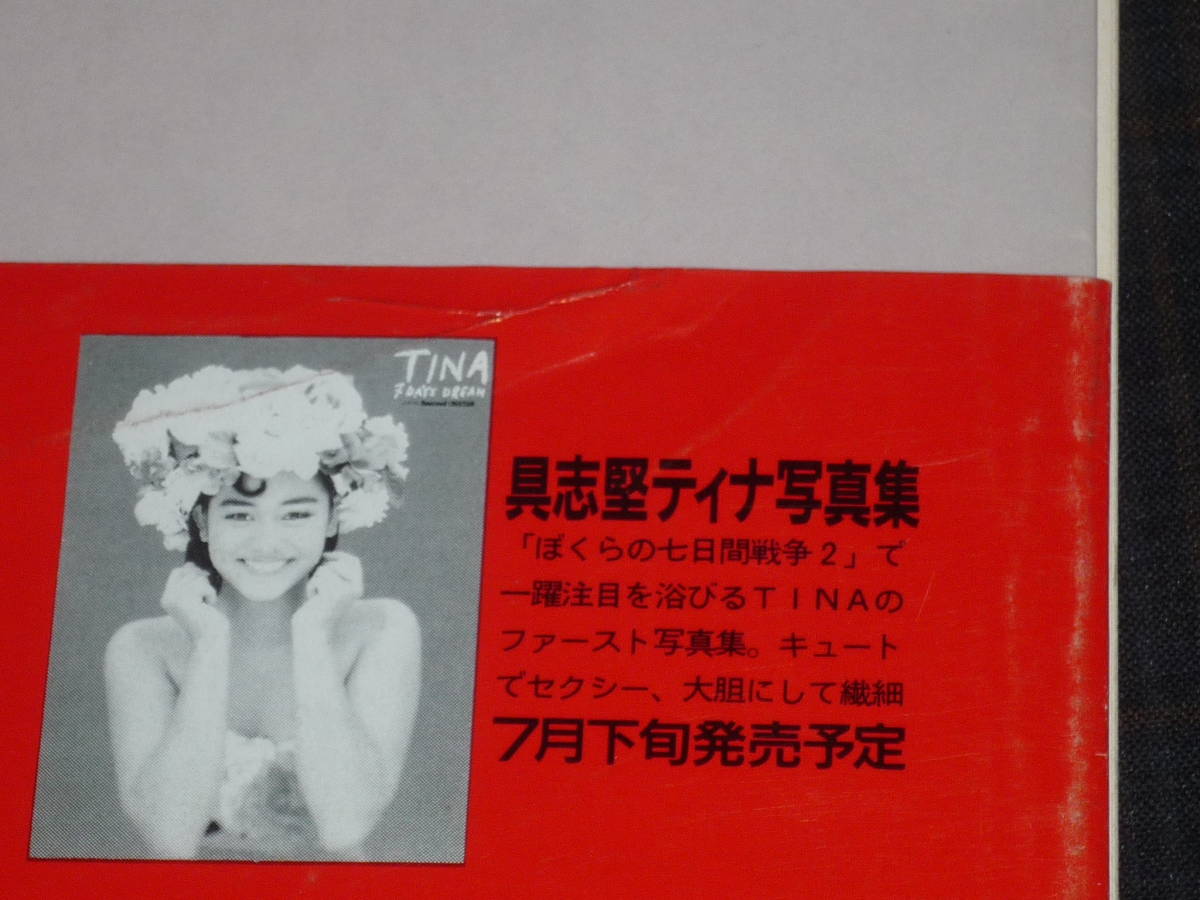 TINA
7 DAYS DREAM
具志堅ティナ写真集
「ぼくらの七日間戦争２」で
一躍注目を浴びるＴＩＮＡの
ファースト写真集。キュート
でセクシー、大胆にして繊細
7月下旬発売予定